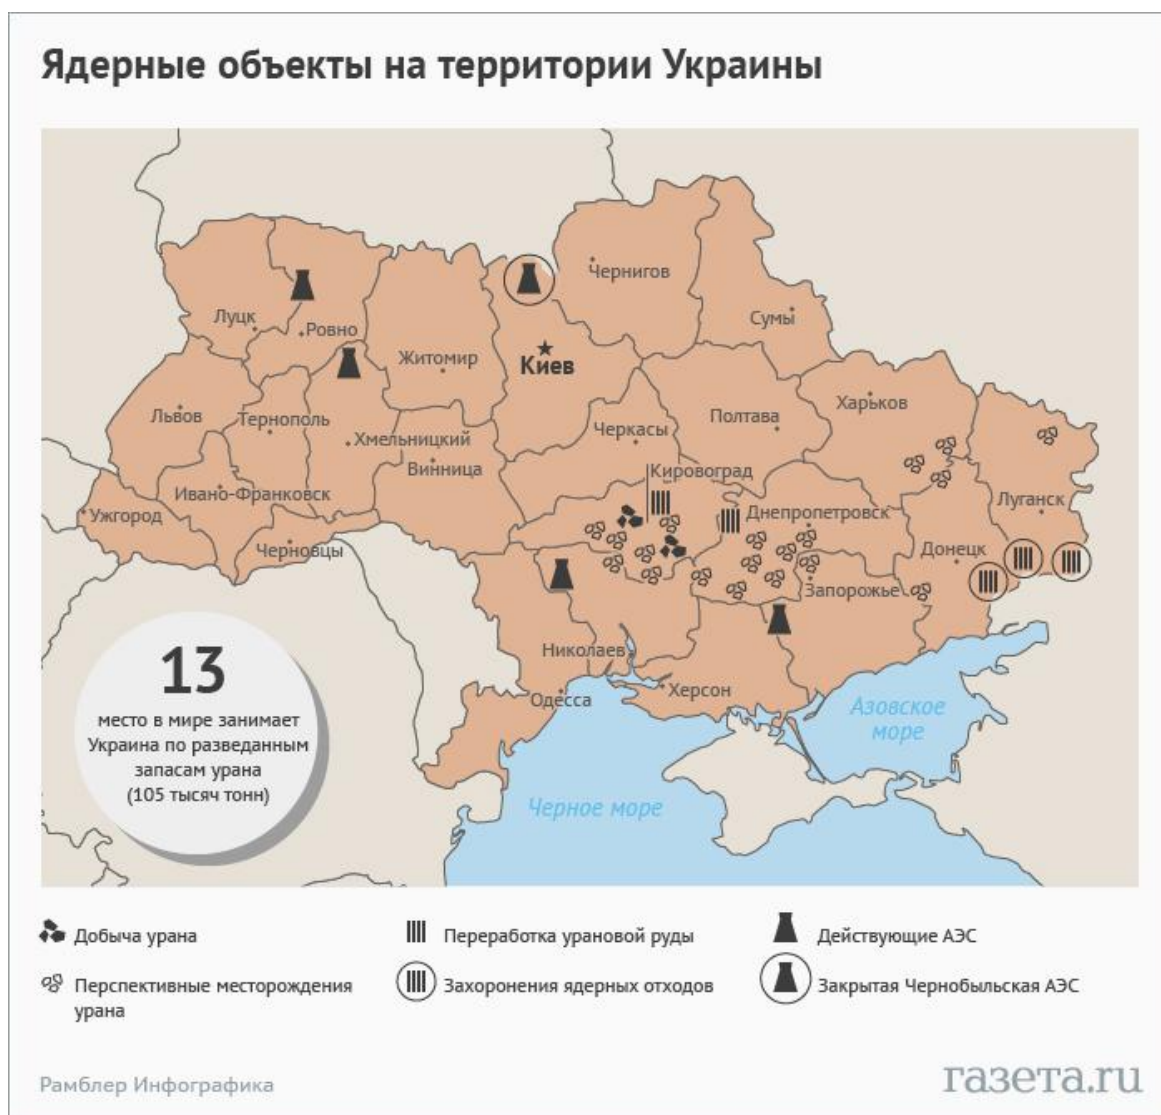 Ядерные объекты на территории Украины
Чернигов
Луцк
Ровно
Сумы
Житомир
Киев
Львов
Тернополь
Хмельницкий
Винница
Черкасы
Полтава
Харьков
Кировоград
Ивано-Франковск
Ужгород
Черновцы
Днепропетровск
Луганск
Донецк
Запорожье
Николаев
Одесса
Херсон
Азовское
море
Черное море
13
место в мире занимает
Украина по разведанным
запасам урана
(105 тысяч тонн)
Добыча урана
Переработка урановой руды
Действующие АЭС
Перспективные месторождения
урана
Захоронения ядерных отходов
Закрытая Чернобыльская АЭС
Рамблер Инфографика
газета.ru